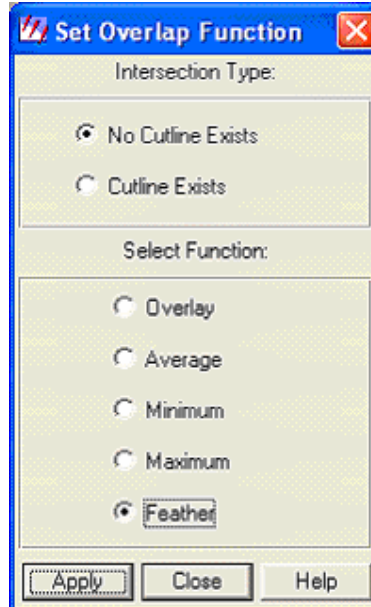 Set Overlap Function
Intersection Type:
No Cutline Exists
Cutline Exists
Select Function:
Overlay
Average
Minimum
Maximum
Feather
Apply Close Help